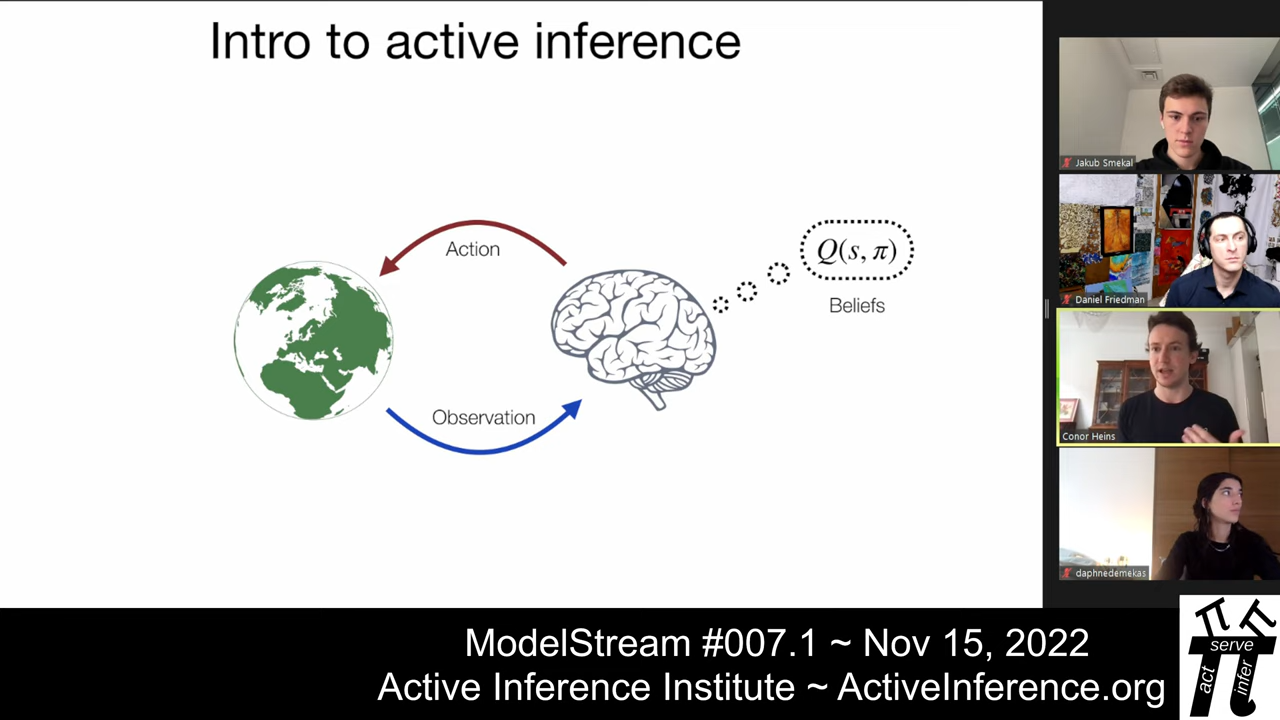 Intro to active inference
Action
Q(s, π)
Beliefs
Observation
Jakub Smekal
Daniel Friedman
Conor Heins
daphnedemekas
ModelStream #007.1 ~ Nov 15, 2022
Active Inference Institute ~ ActiveInference.org
π π
serve
π
act
infer